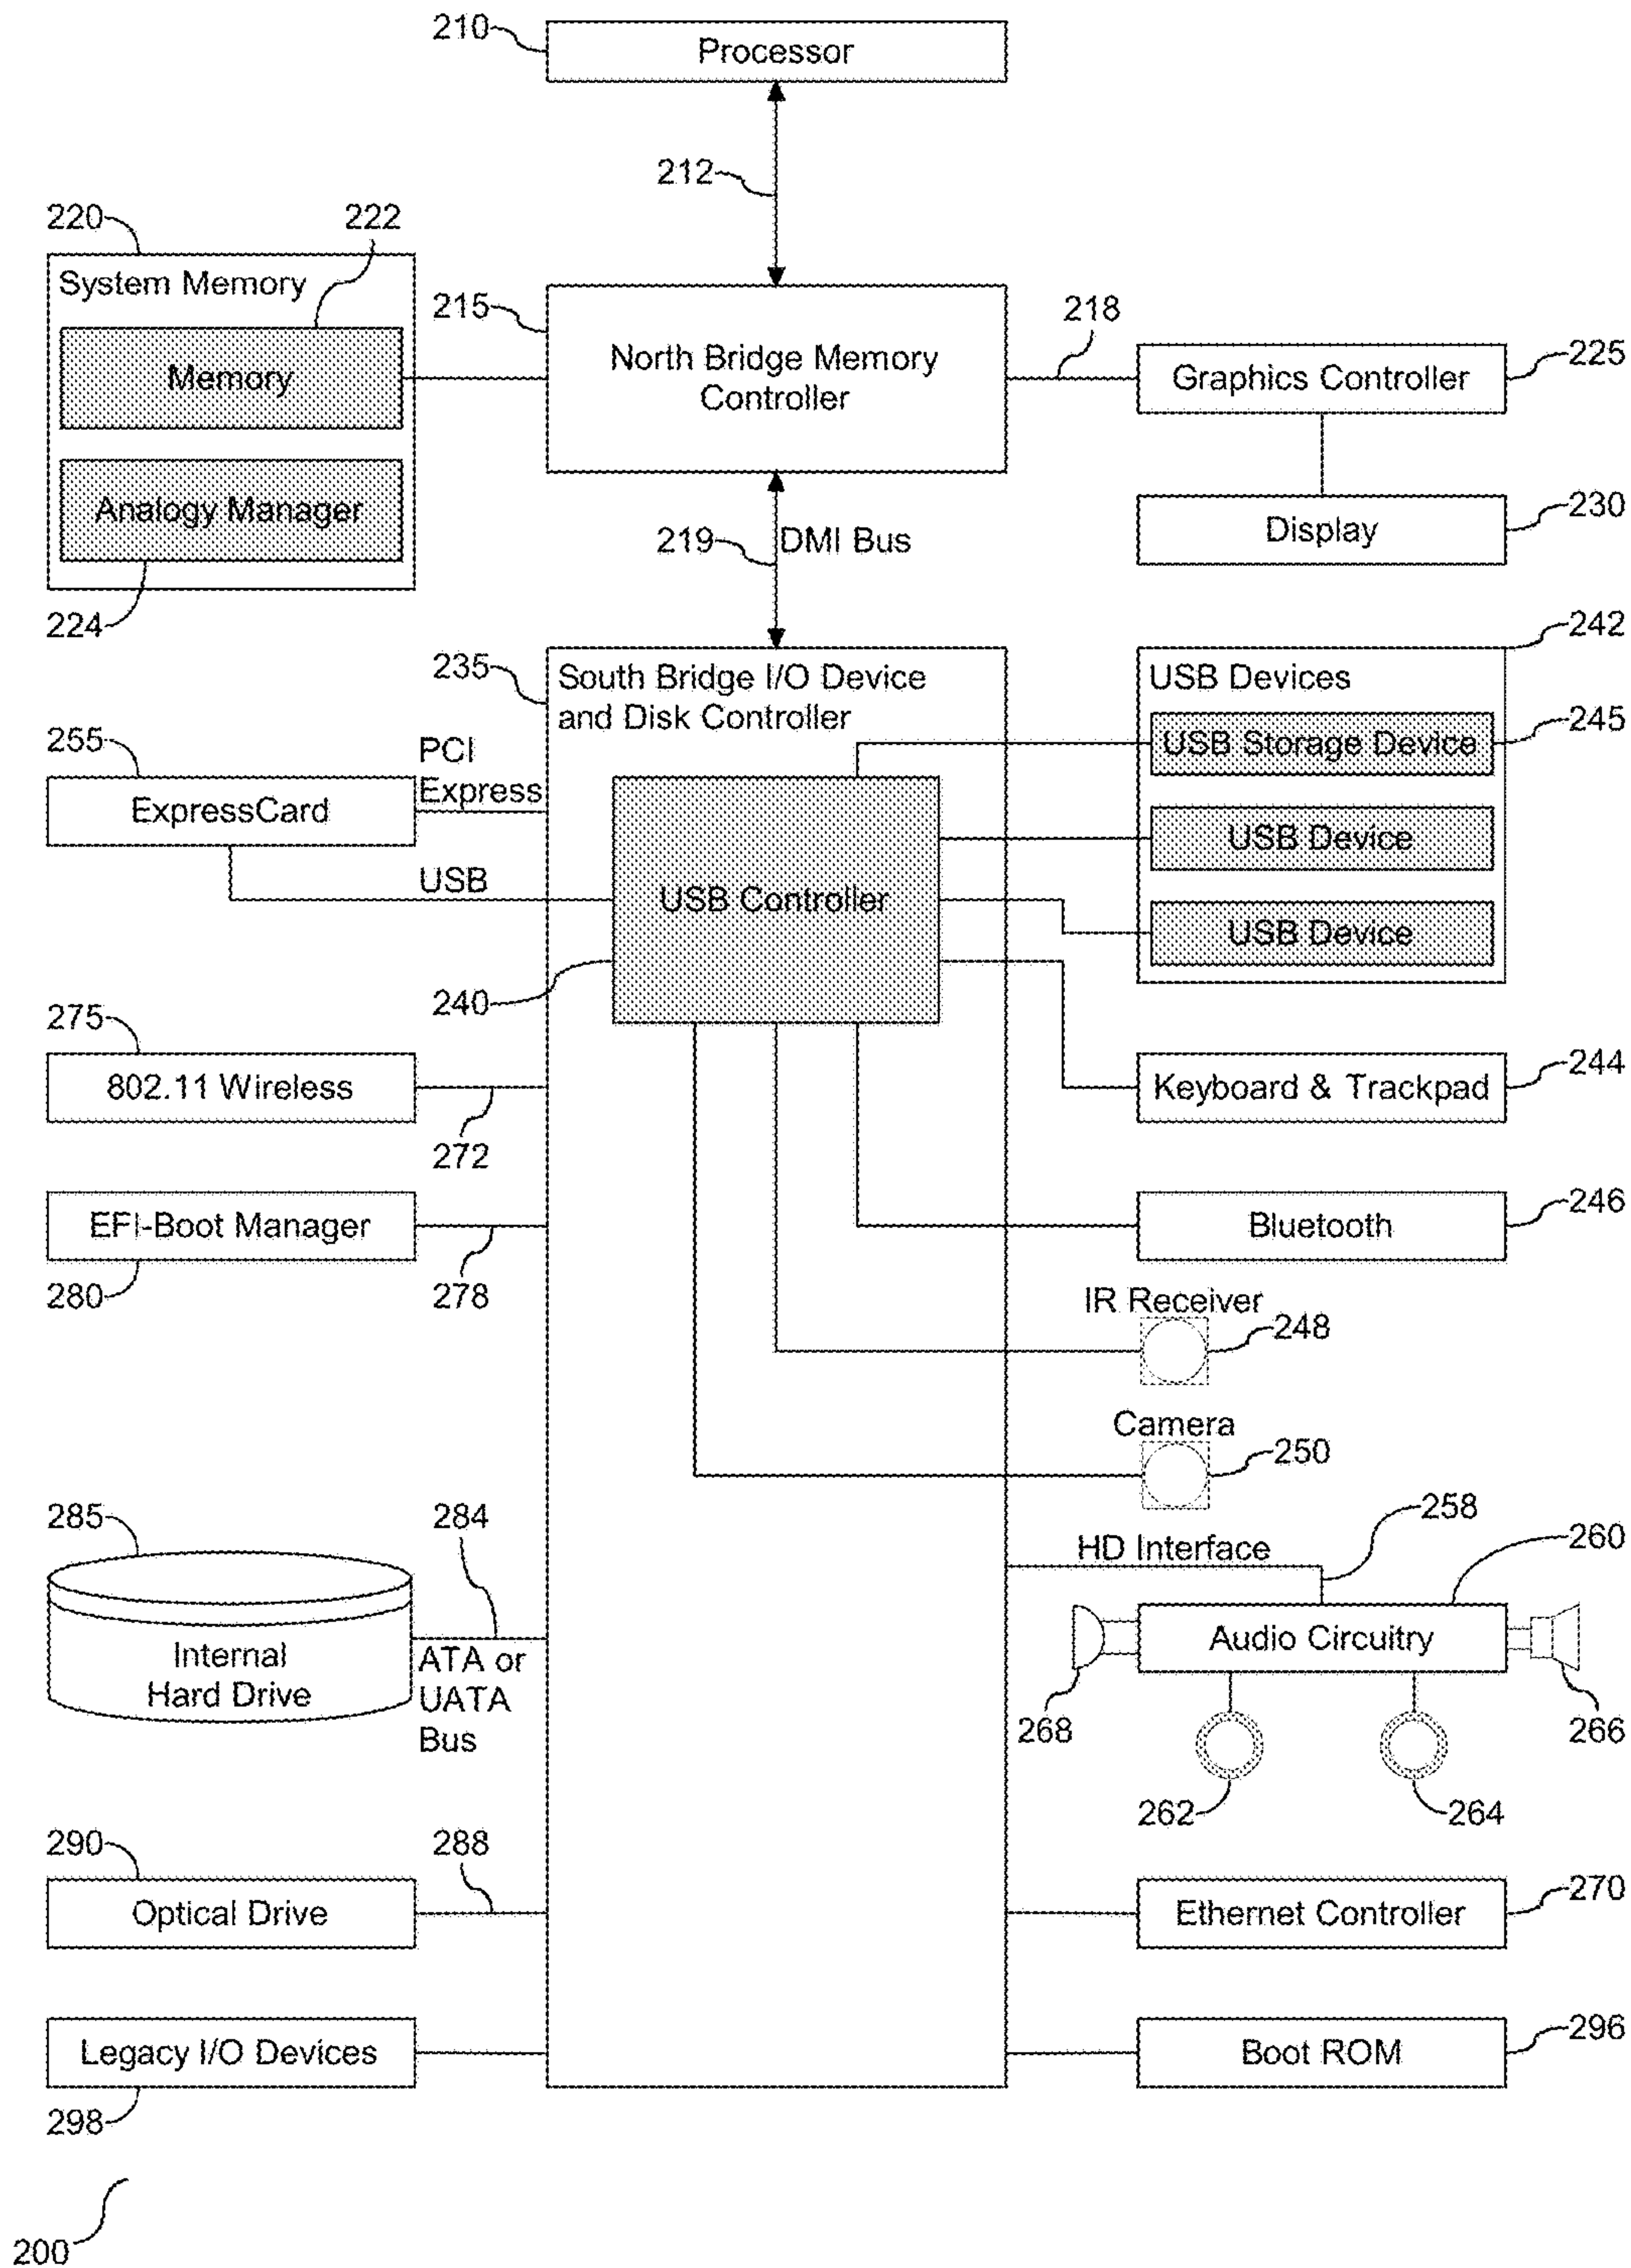 210
Processor
212
220
222
System Memory
215
218
North Bridge Memory
Controller
Memory
Graphics Controller
225
Analogy Manager
230
Display
219
DMI Bus
224
242
235
South Bridge I/O Device
and Disk Controller
USB Devices
245
USB Storage Device
255
PCI
Express
ExpressCard
USB Device
USB
USB Controller
USB Device
240
275
244
802.11 Wireless
Keyboard & Trackpad
272
246
EFI-Boot Manager
Bluetooth
280
278
IR Receiver
248
Camera
250
285
284
258
260
HD Interface
Internal
Hard Drive
ATA or
UATA
Bus
Audio Circuitry
268
266
262
264
290
288
270
Optical Drive
Ethernet Controller
296
Legacy I/O Devices
Boot ROM
298
200